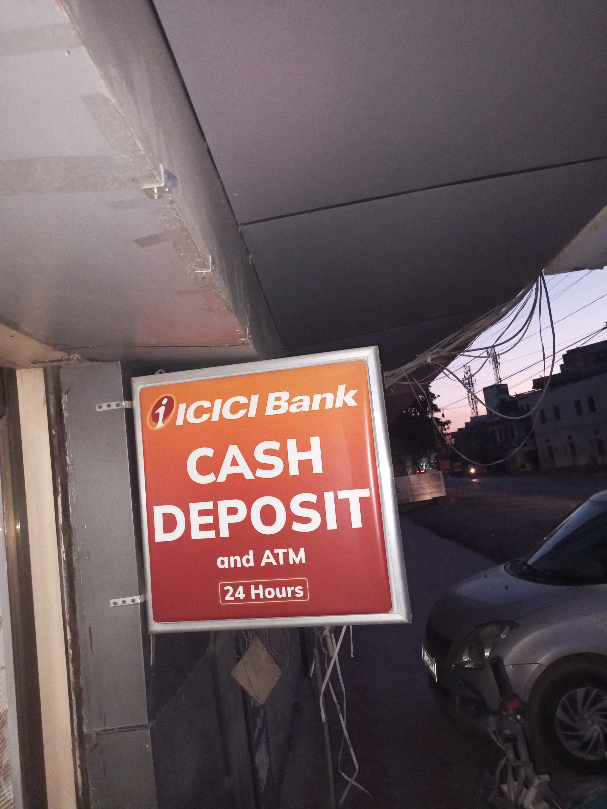 ICICI Bank
CASH
DEPOSIT
and ATM
24 Hours